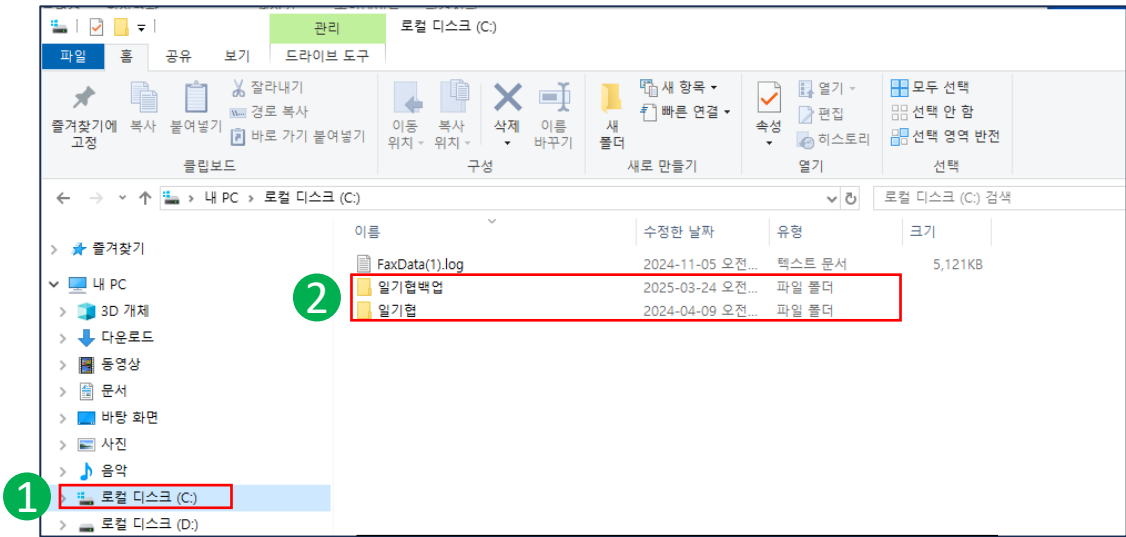 관리
로컬 디스크 (C:)
파일 홈 공유 보기 드라이브 도구
즐겨찾기에 고정
복사
붙여넣기
잘라내기
경로 복사
바로 가기 붙여넣기
클립보드
이동 위치
복사 위치
삭제
이름 바꾸기
구성
새 폴더
새 항목
빠른 연결
새로 만들기
속성
열기
편집
히스토리
열기
모두 선택
선택 안 함
선택 영역 반전
선택
내 PC › 로컬 디스크 (C:)
로컬 디스크 (C:) 검색
이름 수정한 날짜 유형 크기
FaxData(1).log 2024-11-05 오전... 텍스트 문서 5,121KB
일기협백업 2025-03-24 오전... 파일 폴더
일기협 2024-04-09 오전... 파일 폴더
2
즐겨찾기
내 PC
3D 개체
다운로드
동영상
문서
바탕 화면
사진
음악
1 로컬 디스크 (C:)
로컬 디스크 (D:)